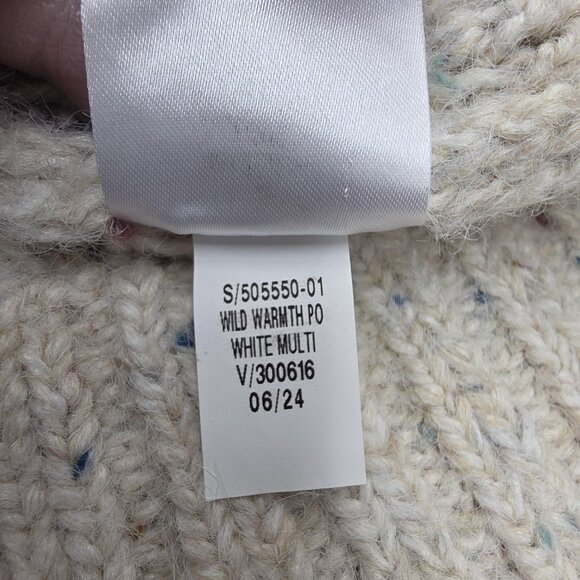 S/505550-01
WILD WARMTH PO
WHITE MULTI
V/300616
06/24